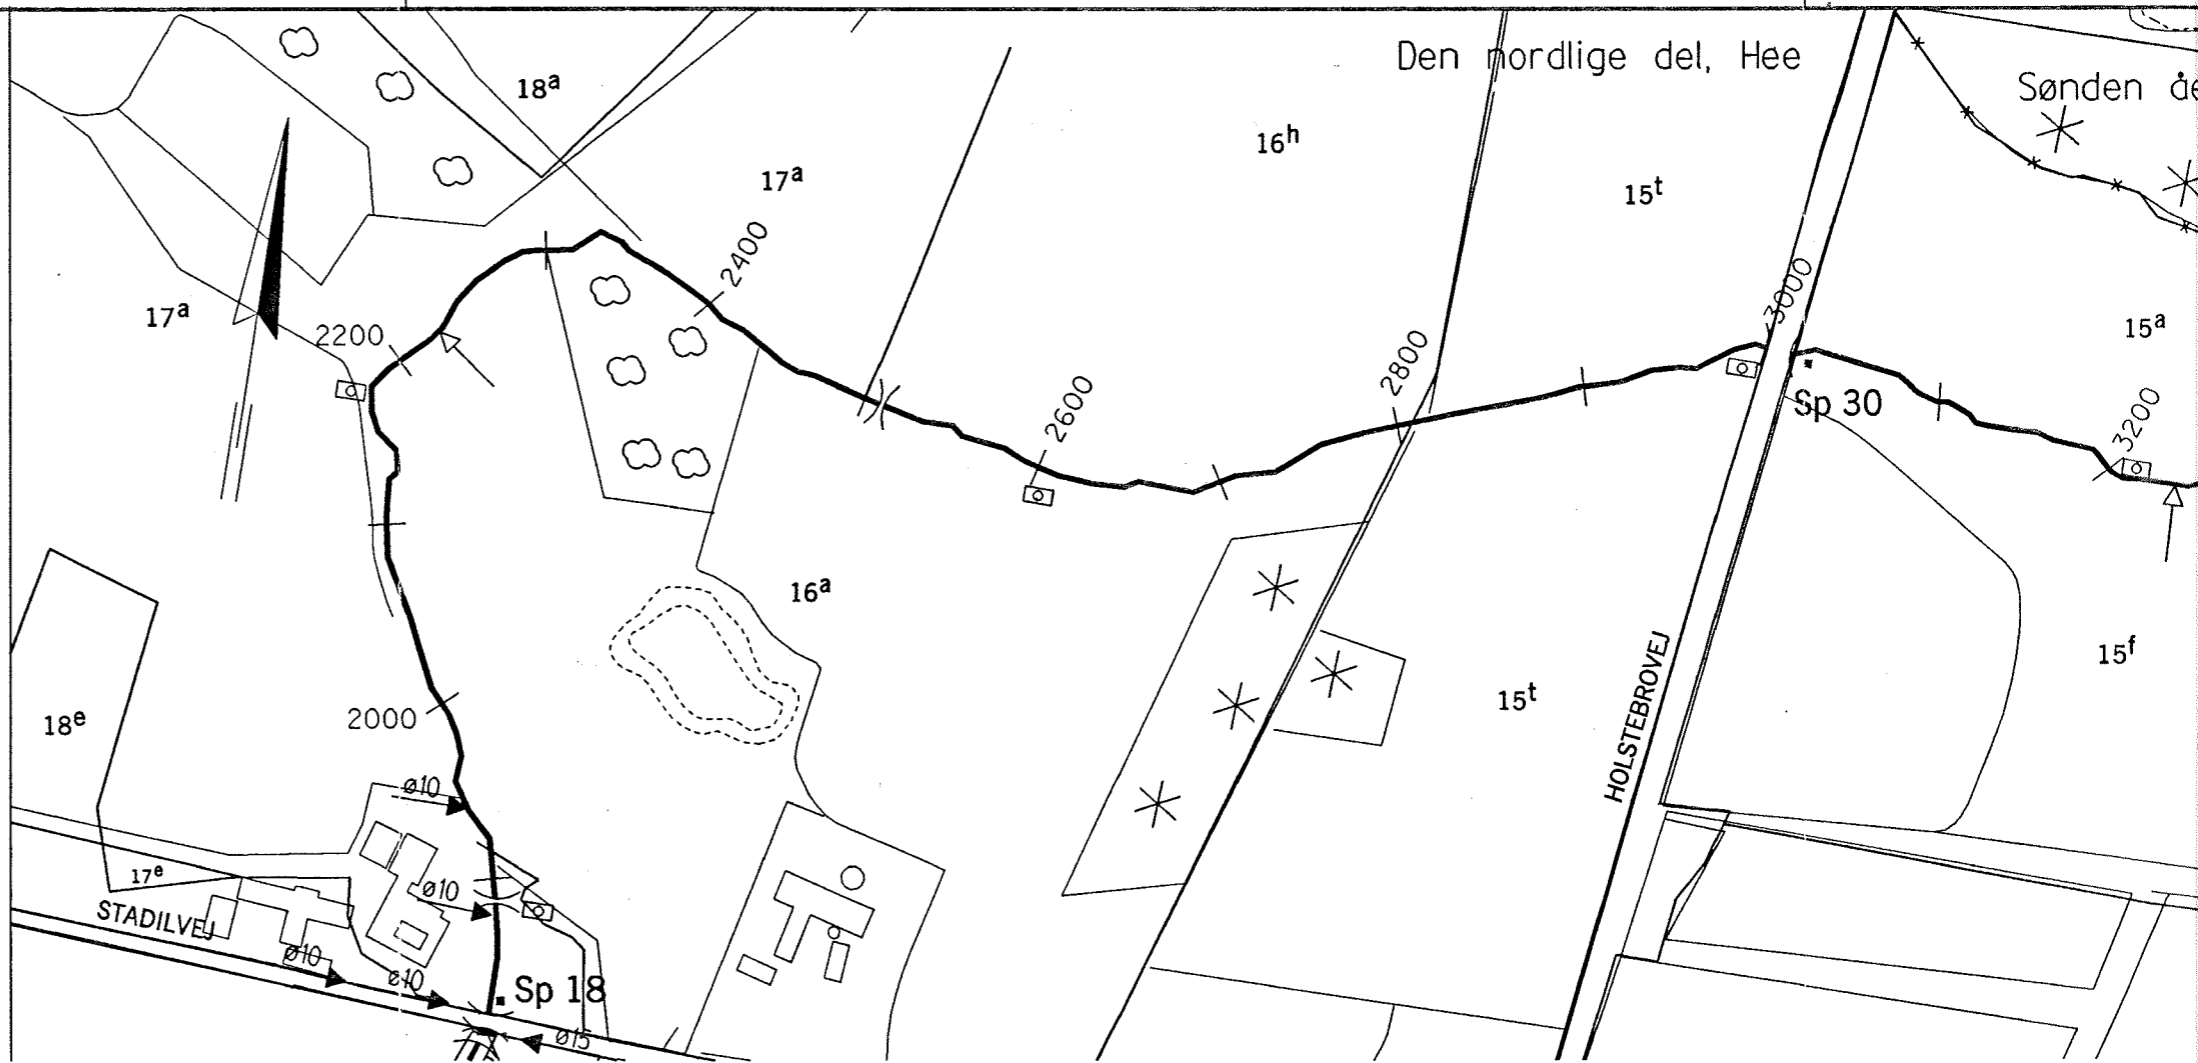 Den nordlige del, Hee
Sønden åe
18ª
16ʰ
17ª
15ᵗ
2400
17ª
2200
3000
15ª
2800
2600
Sp 30
3200
16ª
15ᶠ
HOLSTEBROVEJ
15ᵗ
18ᵉ
2000
ø10
17ᵉ
ø10
STADILVEJ
ø10
ø10
Sp 18
ø15